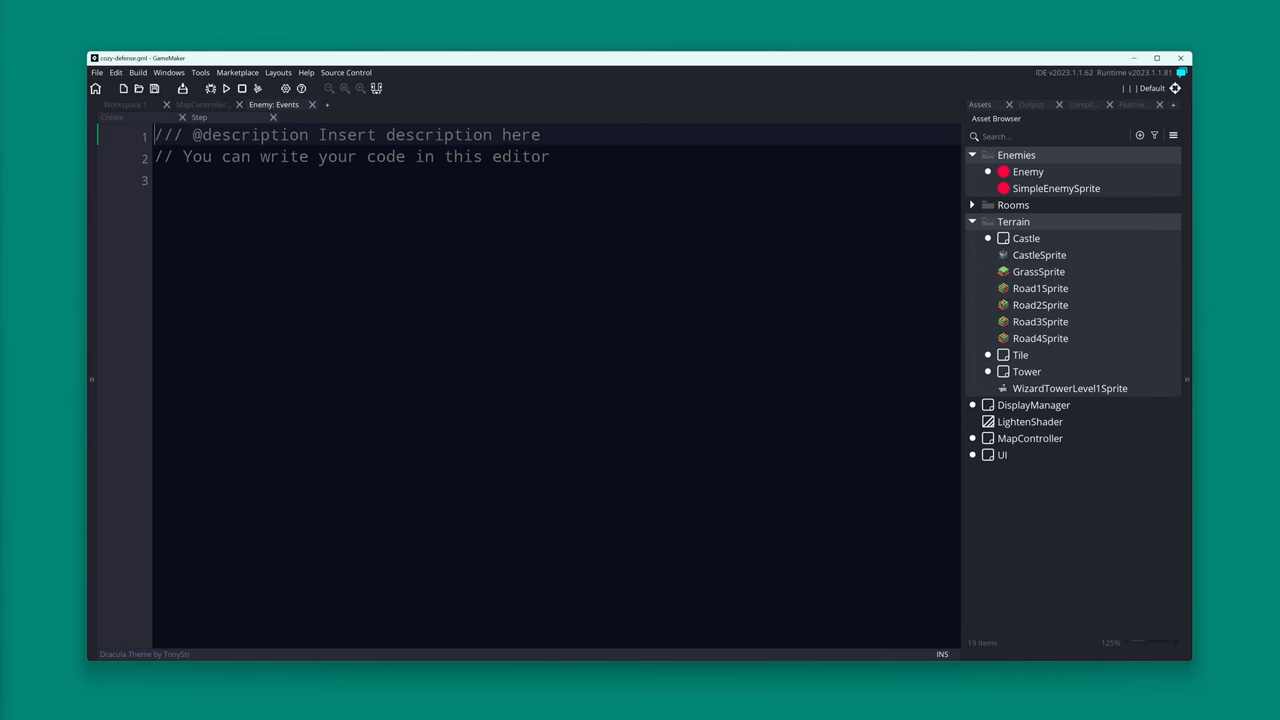 cozy-defense.gml - GameMaker
File Edit Build Windows Tools Marketplace Layouts Help Source Control
IDE v2023.1.1.62 Runtime v2023.1.1.81
| | | Default
Workspace 1 MapController... Enemy: Events +
Create Step
1 /// @description Insert description here
2 // You can write your code in this editor
3
Dracula Theme by TonyStr
INS
Assets Output Compil... Feather... +
Asset Browser
Search...
Enemies
Enemy
SimpleEnemySprite
Rooms
Terrain
Castle
CastleSprite
GrassSprite
Road1Sprite
Road2Sprite
Road3Sprite
Road4Sprite
Tile
Tower
WizardTowerLevel1Sprite
DisplayManager
LightenShader
MapController
UI
19 items 125%